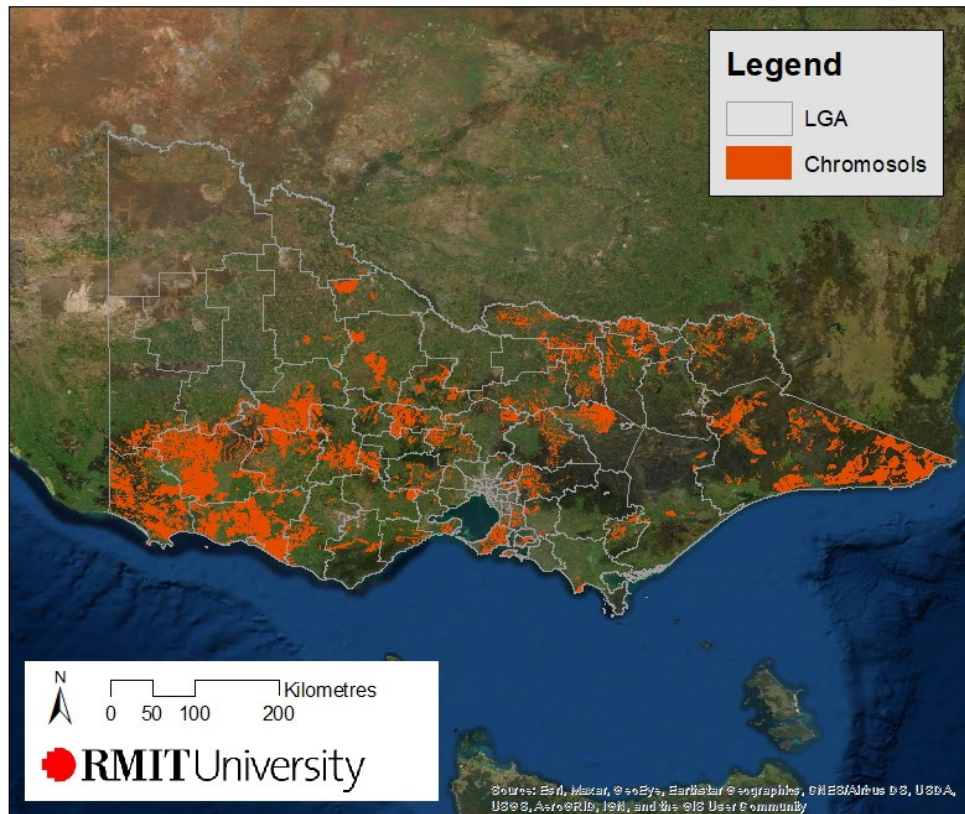 Legend
LGA
Chromosols
N
Kilometres
0 50 100 200
RMIT University
Source: Esri, Maxar, GeoEye, Earthstar Geographics, CNES/Airbus DS, USDA,
USGS, AeroGRID, IGN, and the GIS User Community